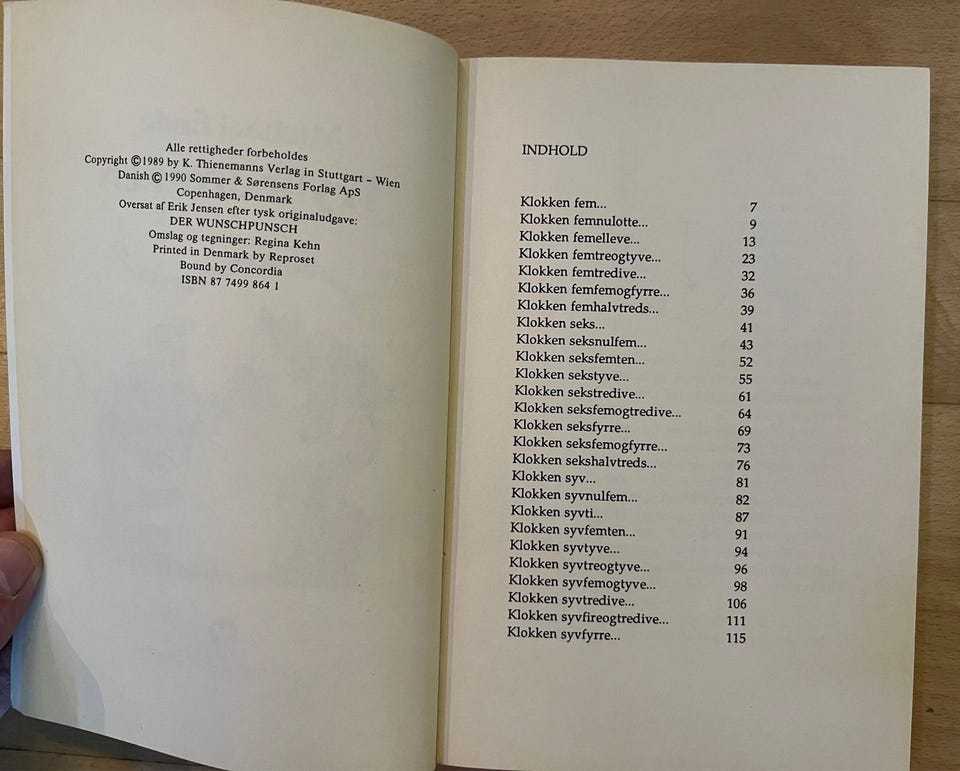 Alle rettigheder forbeholdes
Copyright ©1989 by K. Thienemanns Verlag in Stuttgart – Wien
Danish © 1990 Sommer & Sørensens Forlag ApS
Copenhagen, Denmark
Oversat af Erik Jensen efter tysk originaludgave:
DER WUNSCHPUNSCH
Omslag og tegninger: Regina Kehn
Printed in Denmark by Reproset
Bound by Concordia
ISBN 87 7499 864 1
INDHOLD
Klokken fem... 7
Klokken femnulotte... 9
Klokken femelleve... 13
Klokken femtreogtyve... 23
Klokken femtredive... 32
Klokken femfemogfyrre... 36
Klokken femhalvtreds... 39
Klokken seks... 41
Klokken seksnulfem... 43
Klokken seksfemten... 52
Klokken sekstyve... 55
Klokken sekstredive... 61
Klokken seksfemogtredive... 64
Klokken seksfyrre... 69
Klokken seksfemogfyrre... 73
Klokken sekshalvtreds... 76
Klokken syv... 81
Klokken syvnulfem... 82
Klokken syvti... 87
Klokken syvfemten... 91
Klokken syvtyve... 94
Klokken syvtreogtyve... 96
Klokken syvfemogtyve... 98
Klokken syvtredive... 106
Klokken syvfireogtredive... 111
Klokken syvfyrre... 115